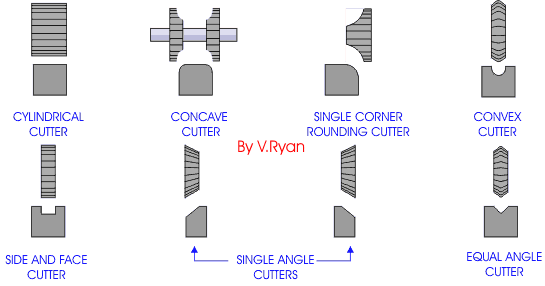 CYLINDRICAL
CUTTER
CONCAVE
CUTTER
SINGLE CORNER
ROUNDING CUTTER
CONVEX
CUTTER
By V.Ryan
SIDE AND FACE
CUTTER
SINGLE ANGLE
CUTTERS
EQUAL ANGLE
CUTTER